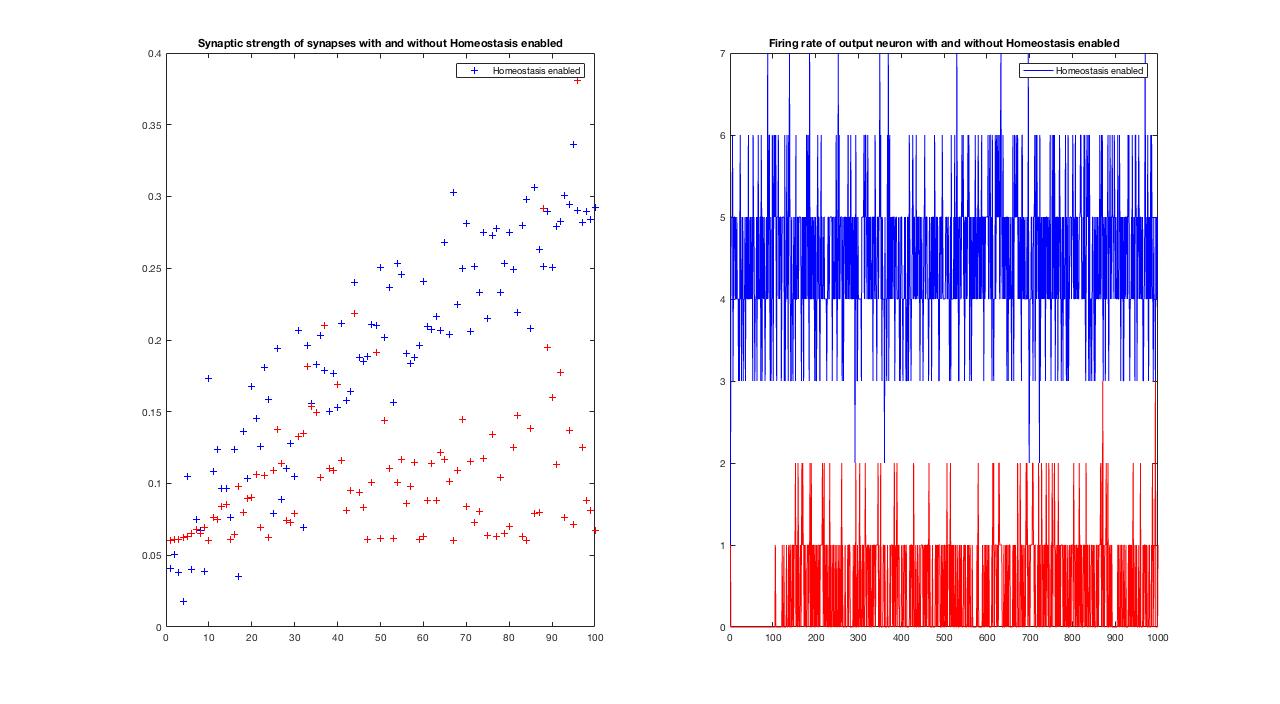 Synaptic strength of synapses with and without Homeostasis enabled
0.4
0.35
0.3
0.25
0.2
0.15
0.1
0.05
0
0 10 20 30 40 50 60 70 80 90 100
Homeostasis enabled
Firing rate of output neuron with and without Homeostasis enabled
7
6
5
4
3
2
1
0
0 100 200 300 400 500 600 700 800 900 1000
Homeostasis enabled